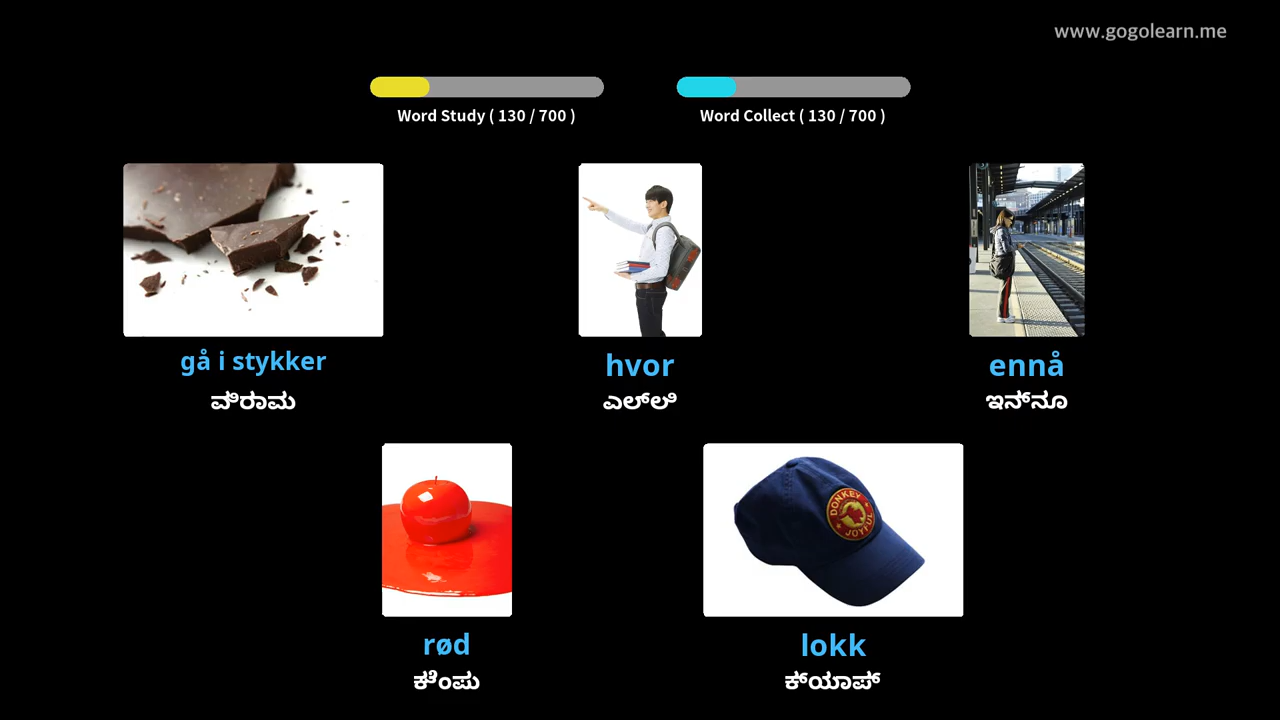 www.gogolearn.me
Word Study ( 130 / 700 )
Word Collect ( 130 / 700 )
gå i stykker
ವಿರಾಮ
hvor
ಎಲ್ಲಿ
ennå
ಇನ್ನೂ
DONKEY
JOYFUL
rød
ಕೆಂಪು
lokk
ಕ್ಯಾಪ್